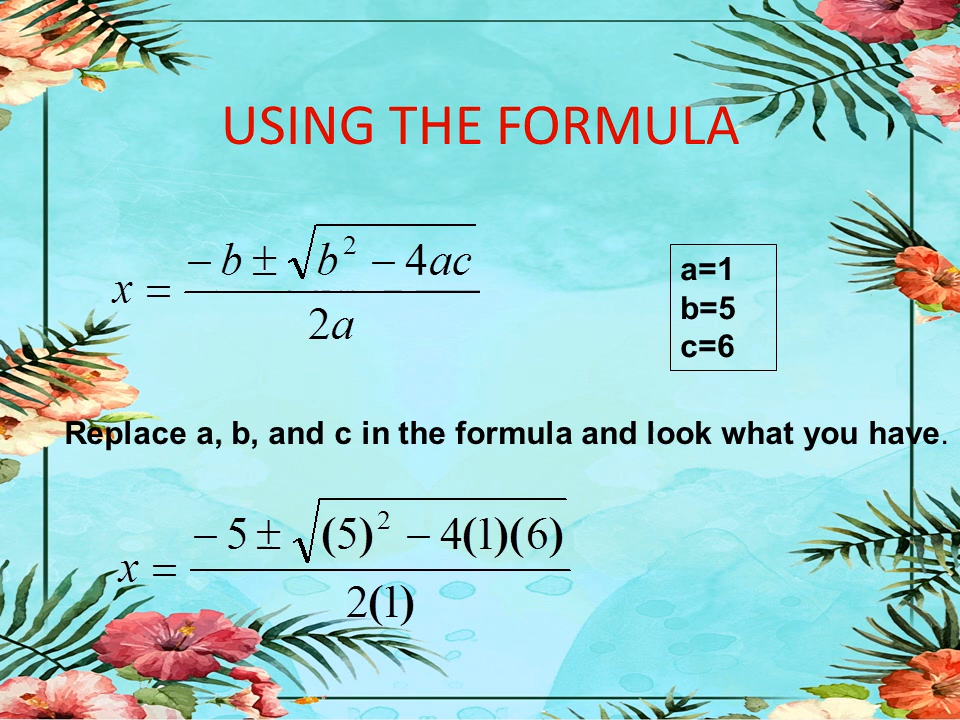 USING THE FORMULA
x = (−b ± √(b² − 4ac)) / 2a
a=1
b=5
c=6
Replace a, b, and c in the formula and look what you have.
x = (−5 ± √((5)² − 4(1)(6))) / 2(1)